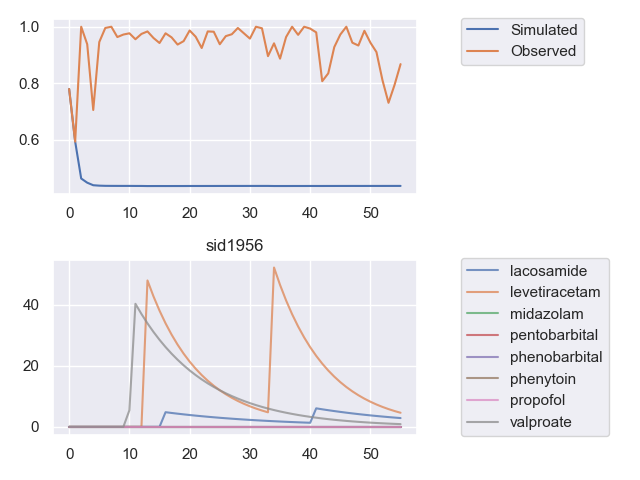 1.0
0.8
0.6
0 10 20 30 40 50
Simulated
Observed
sid1956
40
20
0
0 10 20 30 40 50
lacosamide
levetiracetam
midazolam
pentobarbital
phenobarbital
phenytoin
propofol
valproate